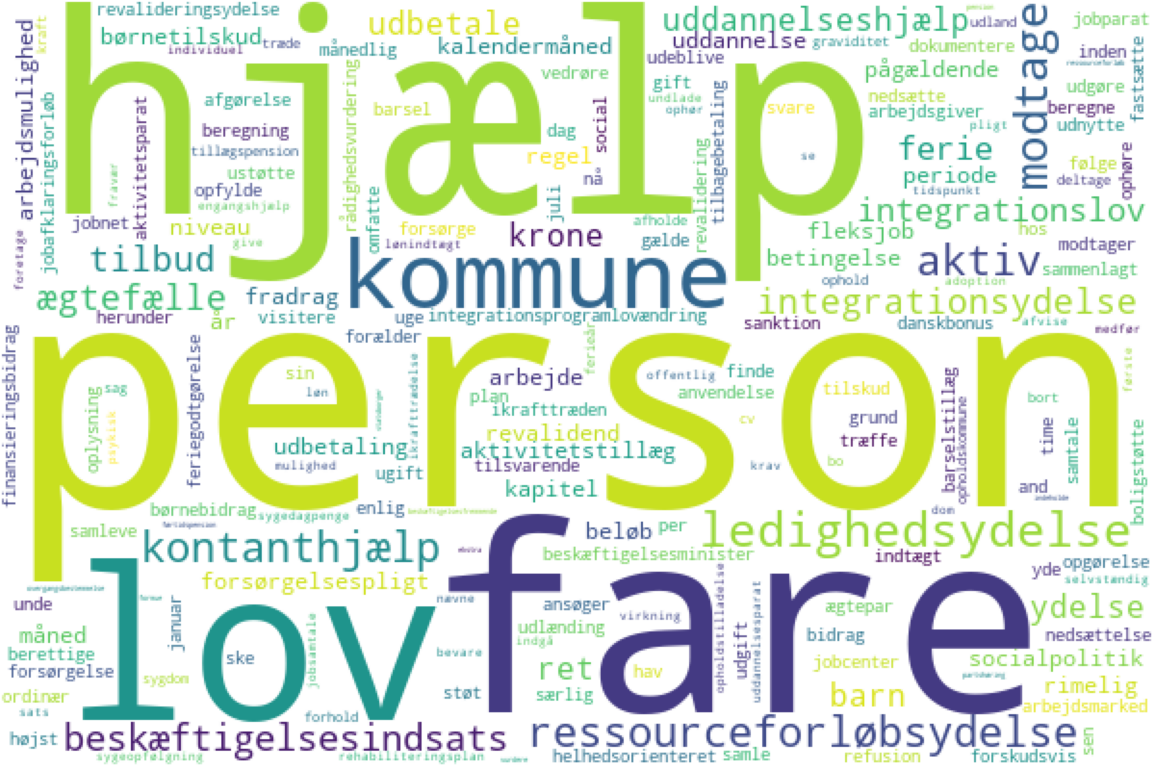 hjælp
person
lov
fare
kommune
revalideringsydelse
børnetilskud
individuel
træde
kraft
arbejdsmulighed
udbetale
månedlig
kalendermåned
uddannelseshjælp
uddannelse
graviditet
udeblive
udland
dokumentere
jobparat
inden
modtage
fastsætte
afgørelse
beregning
tillægspension
opfylde
ustøtte
engangshjælp
aktivitetsparat
fravær
jobnet
niveau
give
jobafklaringsforløb
foretage
rådighedsvurdering
vedrøre
barsel
dag
regel
social
nå
juli
omfatte
forsørge
lønindtægt
krone
gælde
afholde
revalidering
tilbagebetaling
gift
undlade
ophør
svare
se
pågældende
nedsætte
arbejdsgiver
pligt
ferie
periode
tidspunkt
udgøre
beregne
udnytte
følge
deltage
ophøre
integrationslov
fleksjob
hos
modtager
betingelse
aktiv
sammenlagt
ophold
adoption
tilbud
ægtefælle
fradrag
herunder
år
visitere
uge
integrationsprogramlovændring
forælder
integrationsydelse
sanktion
danskbonus
afvise
medfør
finansieringsbidrag
feriegodtgørelse
sin
løn
ikrafttrædelse
arbejde
ferieår
offentlig
finde
anvendelse
tilskud
første
oplysning
sag
psykisk
plan
ikrafttræden
revalidend
cv
grund
træffe
bort
time
samtale
boligstøtte
barselstillæg
opholdskommune
udbetaling
mulighed
ugift
aktivitetstillæg
tilsvarende
kapitel
krav
bo
and
dom
børnebidrag
sygedagpenge
enlig
førtidspension
samleve
kontanthjælp
ekstra
beløb
per
beskæftigelsesminister
ledighedsydelse
indtægt
forsørgelsespligt
overgangsbestemmelse
formue
nævne
unde
januar
måned
berettige
forsørgelse
ordinær
sygdom
sats
højst
ske
jobsamtale
forhold
bevare
støt
ansøger
udlænding
indgå
ret
særlig
virkning
hav
opholdstilladelse
udgift
uddannelsesparat
ægtepar
bidrag
jobcenter
barn
yde
opgørelse
selvstændig
ydelse
nedsættelse
socialpolitik
partshøring
rimelig
arbejdsmarked
beskæftigelsesindsats
ressourceforløbsydelse
sygeopfølgning
rehabiliteringsplan
vurdere
helhedsorienteret
samle
refusion
forskudsvis
sen